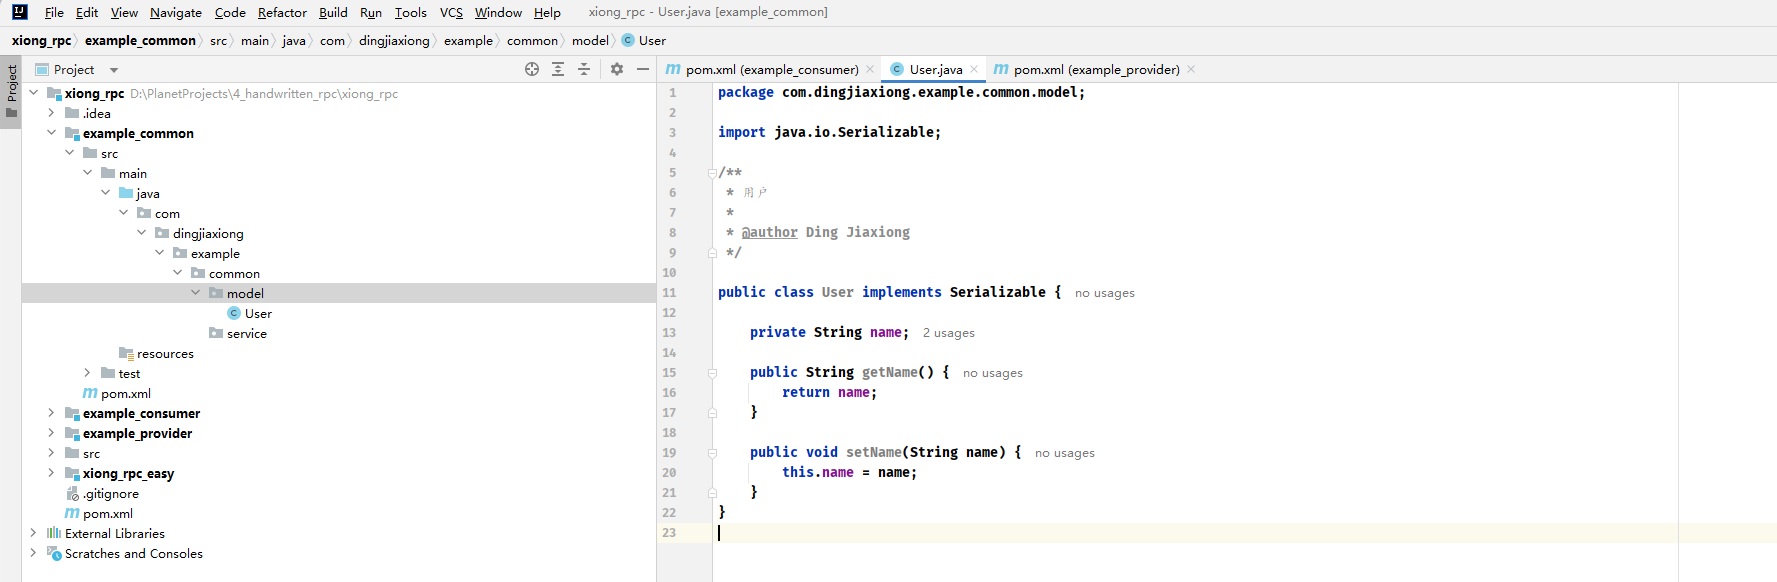 File Edit View Navigate Code Refactor Build Run Tools VCS Window Help xiong_rpc - User.java [example_common]
xiong_rpc example_common src main java com dingjiaxiong example common model User
Project
Project
pom.xml (example_consumer) User.java pom.xml (example_provider)
xiong_rpc D:\PlanetProjects\4_handwritten_rpc\xiong_rpc
.idea
example_common
src
main
java
com
dingjiaxiong
example
common
model
User
service
resources
test
pom.xml
example_consumer
example_provider
src
xiong_rpc_easy
.gitignore
pom.xml
External Libraries
Scratches and Consoles
1 package com.dingjiaxiong.example.common.model;
2
3 import java.io.Serializable;
4
5 /**
6 * 用户
7 *
8 * @author Ding Jiaxiong
9 */
10
11 public class User implements Serializable { no usages
12
13 private String name; 2 usages
14
15 public String getName() { no usages
16 return name;
17 }
18
19 public void setName(String name) { no usages
20 this.name = name;
21 }
22 }
23